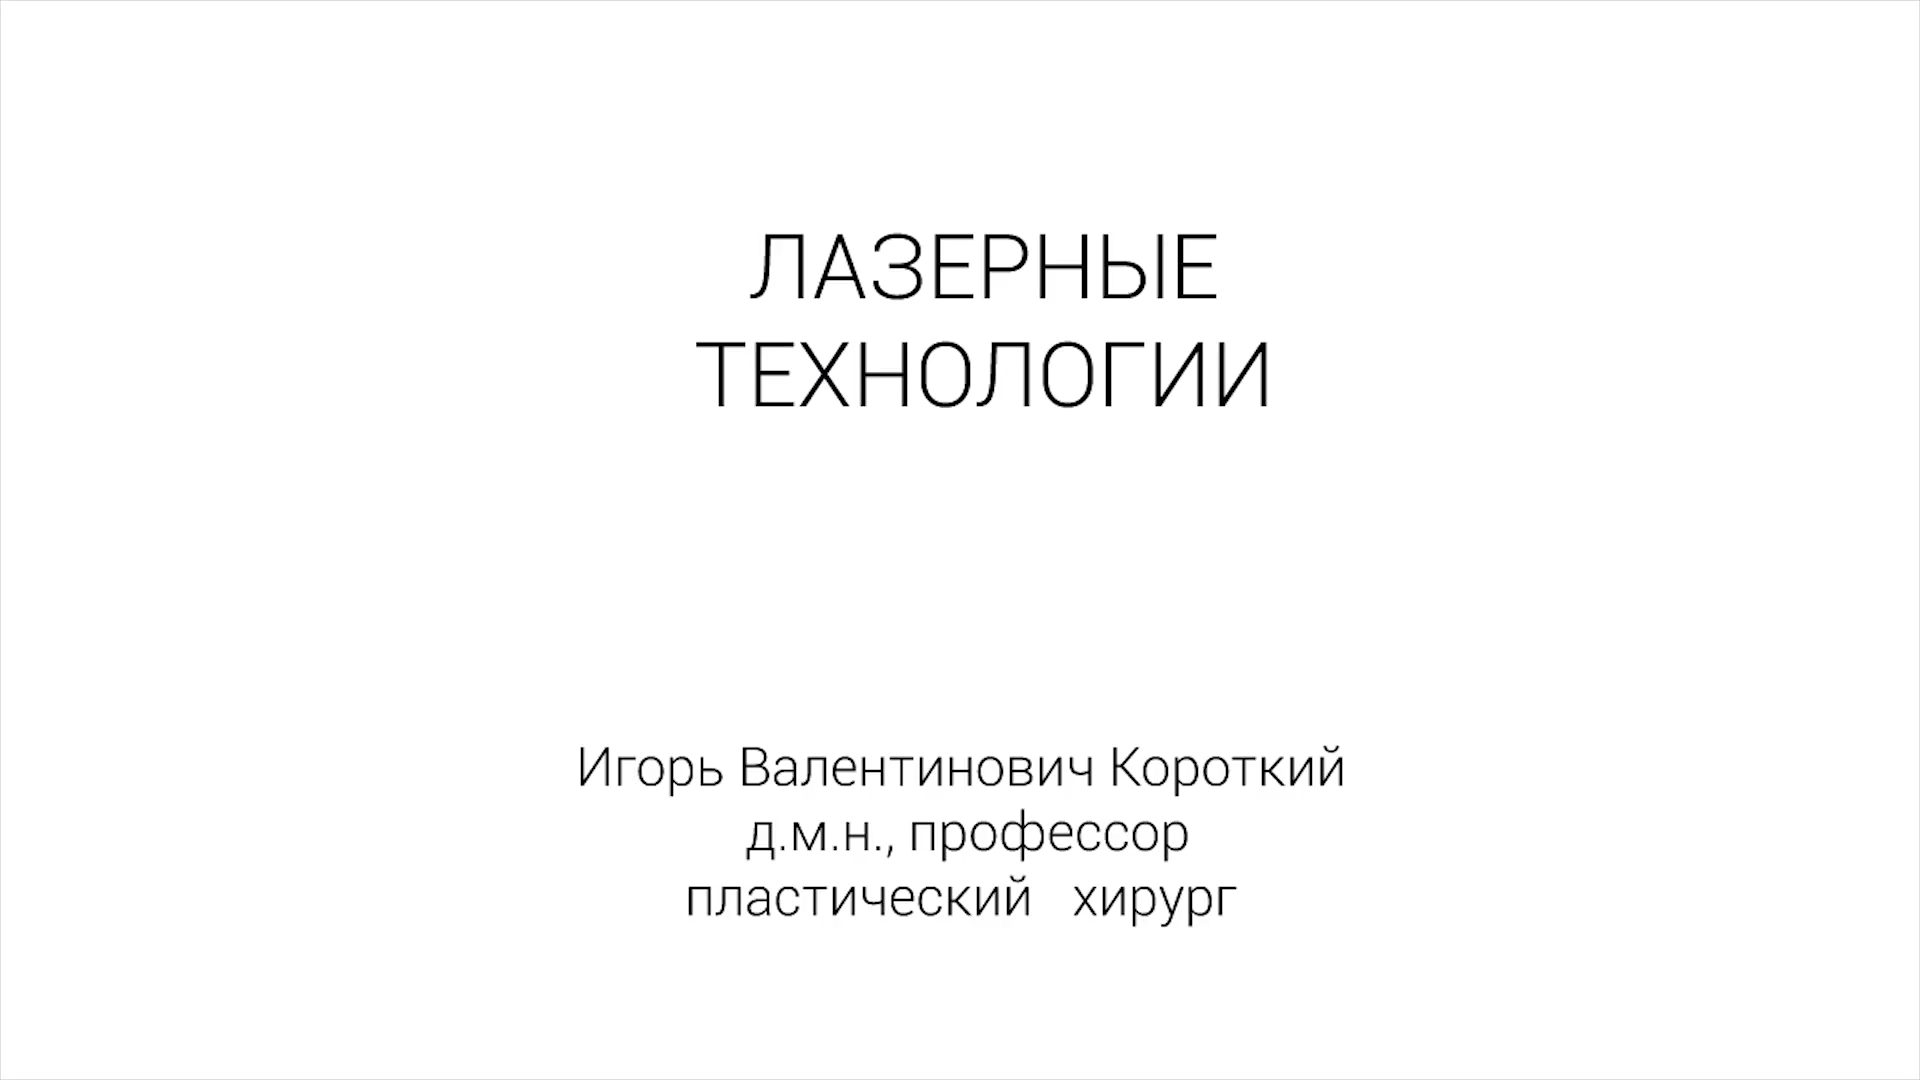 ЛАЗЕРНЫЕ
ТЕХНОЛОГИИ
Игорь Валентинович Короткий
д.м.н., профессор
пластический хирург